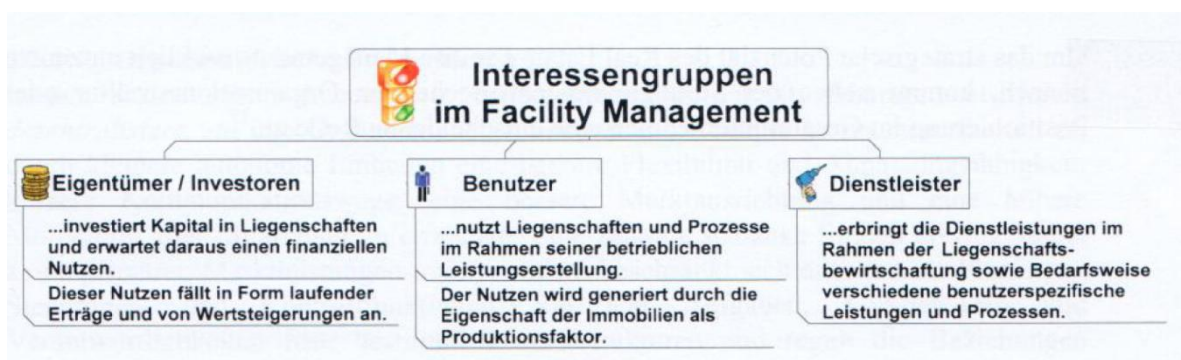 Interessengruppen
im Facility Management
Eigentümer / Investoren
...investiert Kapital in Liegenschaften
und erwartet daraus einen finanziellen
Nutzen.
Dieser Nutzen fällt in Form laufender
Erträge und von Wertsteigerungen an.
Benutzer
...nutzt Liegenschaften und Prozesse
im Rahmen seiner betrieblichen
Leistungserstellung.
Der Nutzen wird generiert durch die
Eigenschaft der Immobilien als
Produktionsfaktor.
Dienstleister
...erbringt die Dienstleistungen im
Rahmen der Liegenschafts-
bewirtschaftung sowie Bedarfsweise
verschiedene benutzerspezifische
Leistungen und Prozessen.